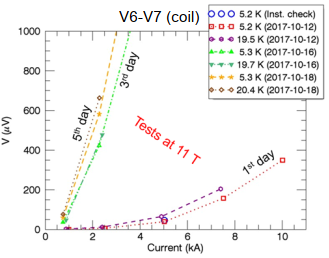 V6-V7 (coil)
5.2 K (Inst. check)
5.2 K (2017-10-12)
19.5 K (2017-10-12)
5.3 K (2017-10-16)
19.7 K (2017-10-16)
5.3 K (2017-10-18)
20.4 K (2017-10-18)
1000
800
600
400
200
0
V (µV)
5th day
3rd day
Tests at 11 T
1st day
0 2 4 6 8 10
Current (kA)